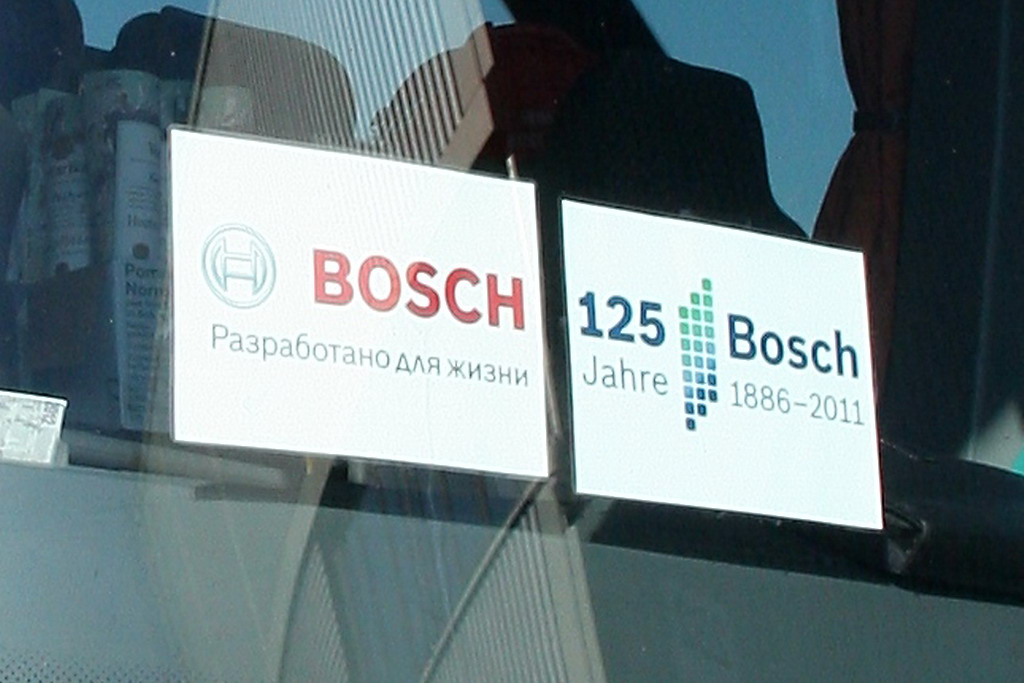 BOSCH
Разработано для жизни
125
Jahre
Bosch
1886–2011